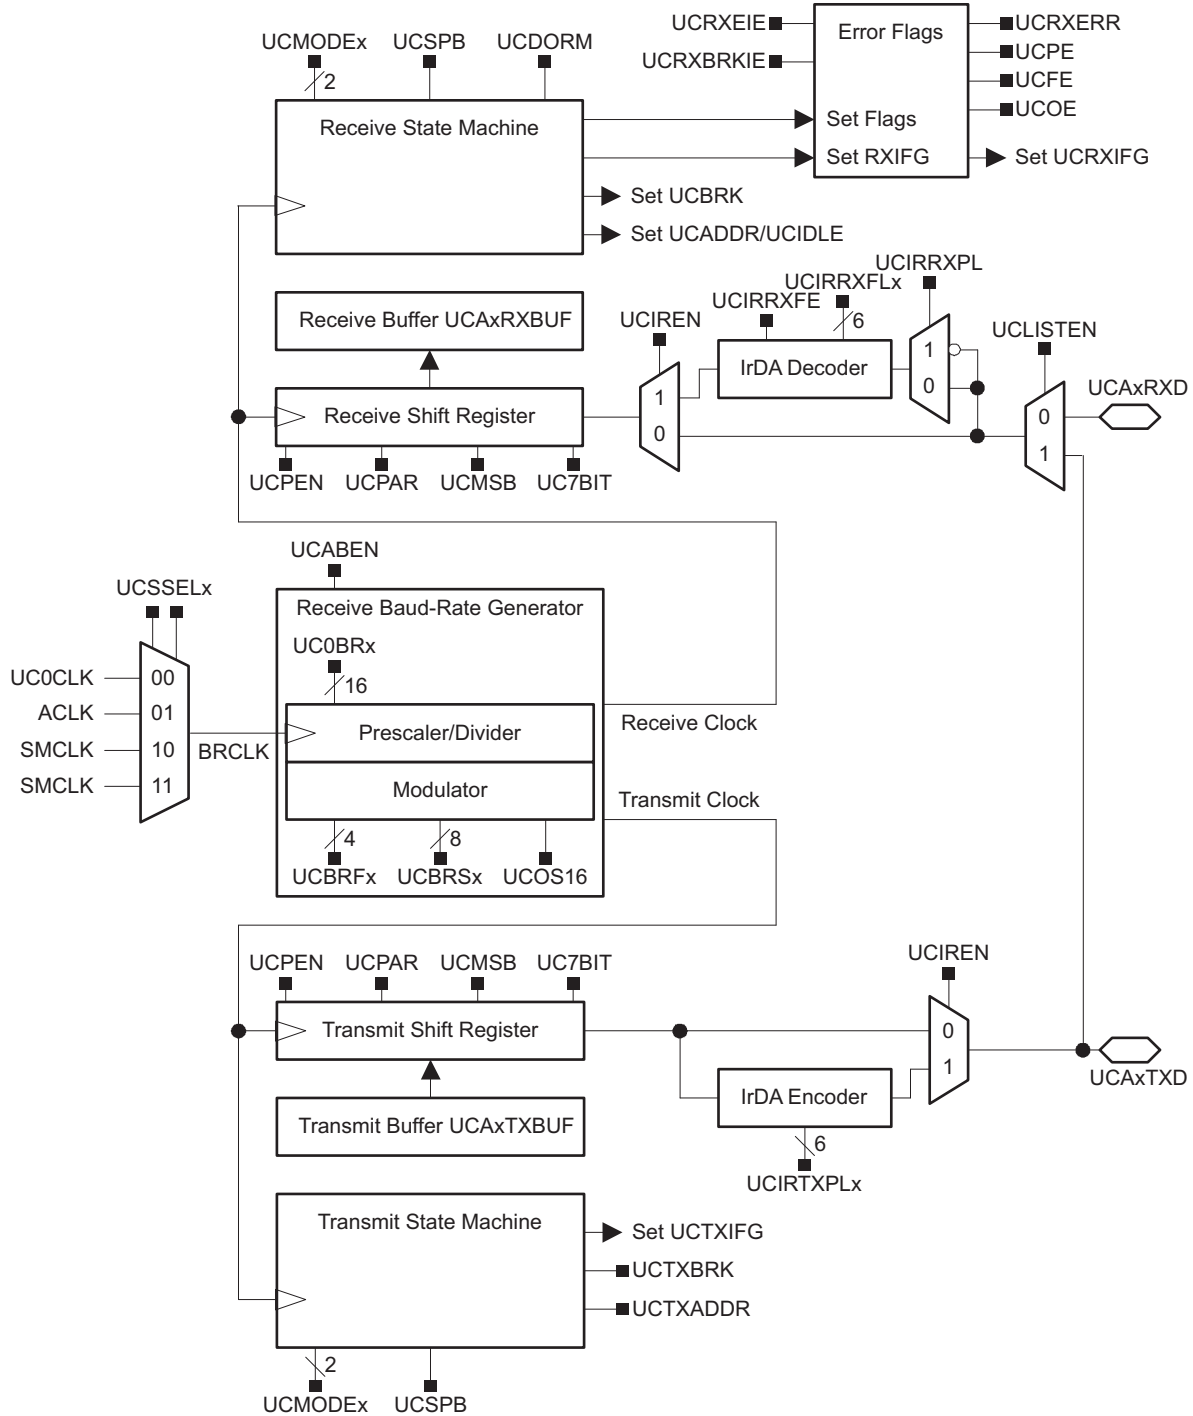 UCRXEIE
Error Flags
UCRXERR
UCMODEx
UCSPB
UCDORM
UCPE
UCRXBRKIE
UCFE
2
UCOE
Receive State Machine
Set Flags
Set RXIFG
Set UCRXIFG
Set UCBRK
Set UCADDR/UCIDLE
UCIRRXPL
UCIRRXFLx
UCIRRXFE
Receive Buffer UCAxRXBUF
UCIREN
6
UCLISTEN
1
IrDA Decoder
0
UCAxRXD
1
Receive Shift Register
0
0
1
UCPEN
UCPAR
UCMSB
UC7BIT
UCABEN
UCSSELx
Receive Baud-Rate Generator
UC0BRx
UC0CLK
00
16
ACLK
01
Prescaler/Divider
Receive Clock
SMCLK
10
BRCLK
SMCLK
11
Modulator
Transmit Clock
4
8
UCBRFx
UCBRSx
UCOS16
UCPEN
UCPAR
UCMSB
UC7BIT
UCIREN
Transmit Shift Register
0
1
UCAxTXD
IrDA Encoder
Transmit Buffer UCAxTXBUF
6
UCIRTXPLx
Transmit State Machine
Set UCTXIFG
UCTXBRK
UCTXADDR
2
UCMODEx
UCSPB